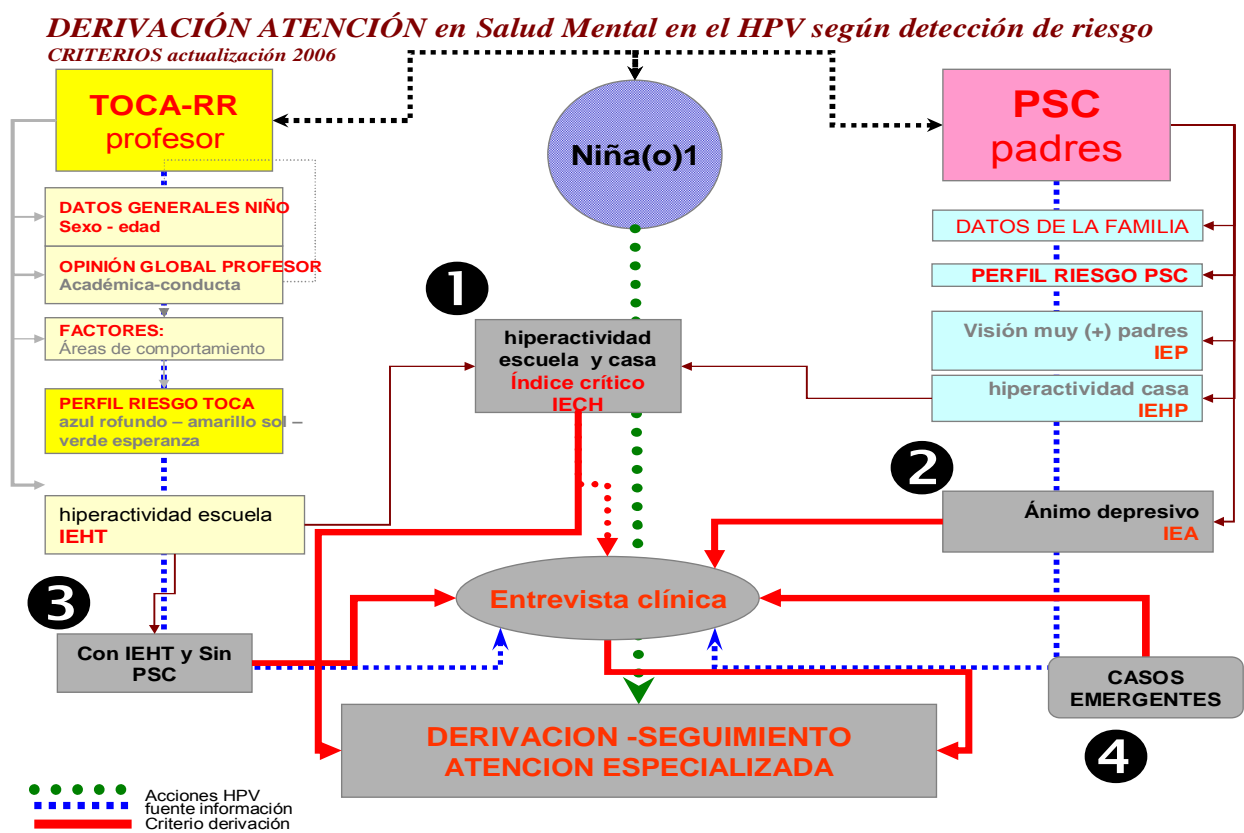 DERIVACIÓN ATENCIÓN en Salud Mental en el HPV según detección de riesgo
CRITERIOS actualización 2006
TOCA-RR
profesor
Niña(o)1
PSC
padres
DATOS GENERALES NIÑO
Sexo - edad
OPINIÓN GLOBAL PROFESOR
Académica-conducta
FACTORES:
Áreas de comportamiento
PERFIL RIESGO TOCA
azul rofundo – amarillo sol –
verde esperanza
hiperactividad escuela
IEHT
3
Con IEHT y Sin
PSC
1
hiperactividad
escuela y casa
Índice crítico
IECH
DATOS DE LA FAMILIA
PERFIL RIESGO PSC
Visión muy (+) padres
IEP
hiperactividad casa
IEHP
2
Ánimo depresivo
IEA
Entrevista clínica
CASOS
EMERGENTES
4
DERIVACION -SEGUIMIENTO
ATENCION ESPECIALIZADA
Acciones HPV
fuente información
Criterio derivación